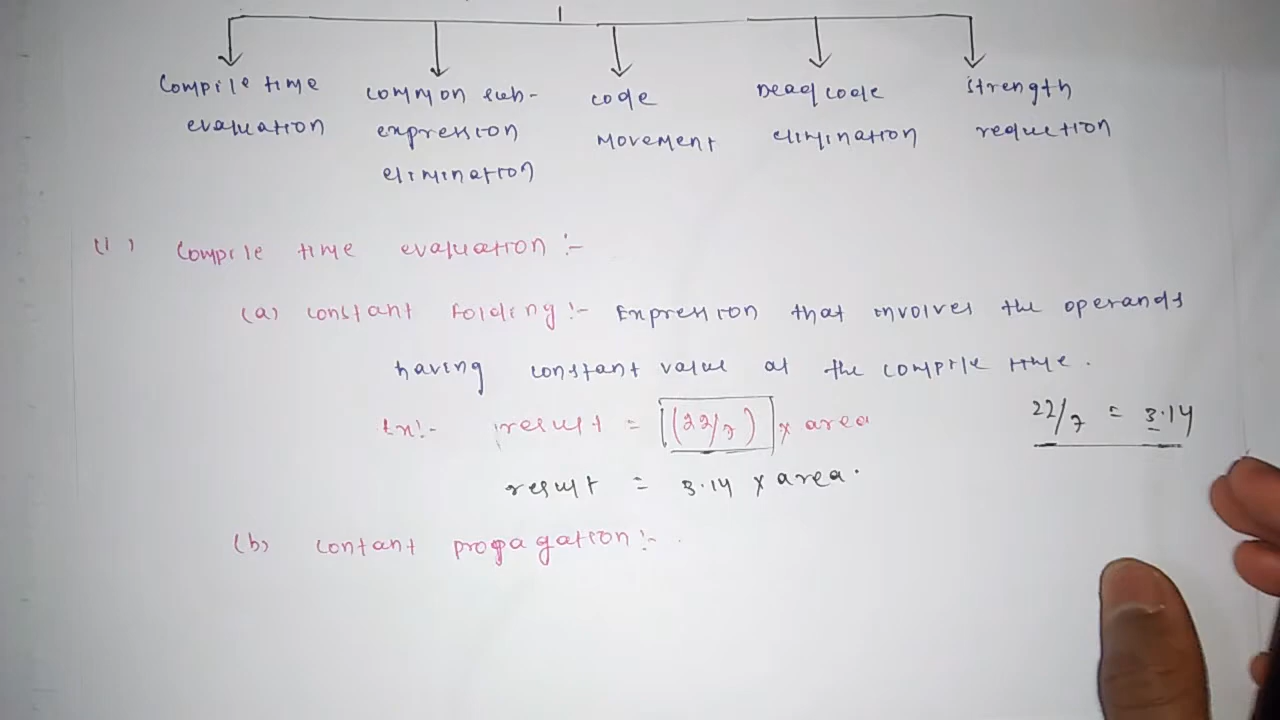 Compile time
evaluation
common sub-
expression
elimination
code
movement
Dead code
elimination
strength
reduction
(1) Compile time evaluation :-
(a) constant Folding :- Expression that involves the operands
having constant value at the compile time.
Ex:- result = (22/7) × area
22/7 = 3.14
result = 3.14 × area.
(b) contant propagation :-